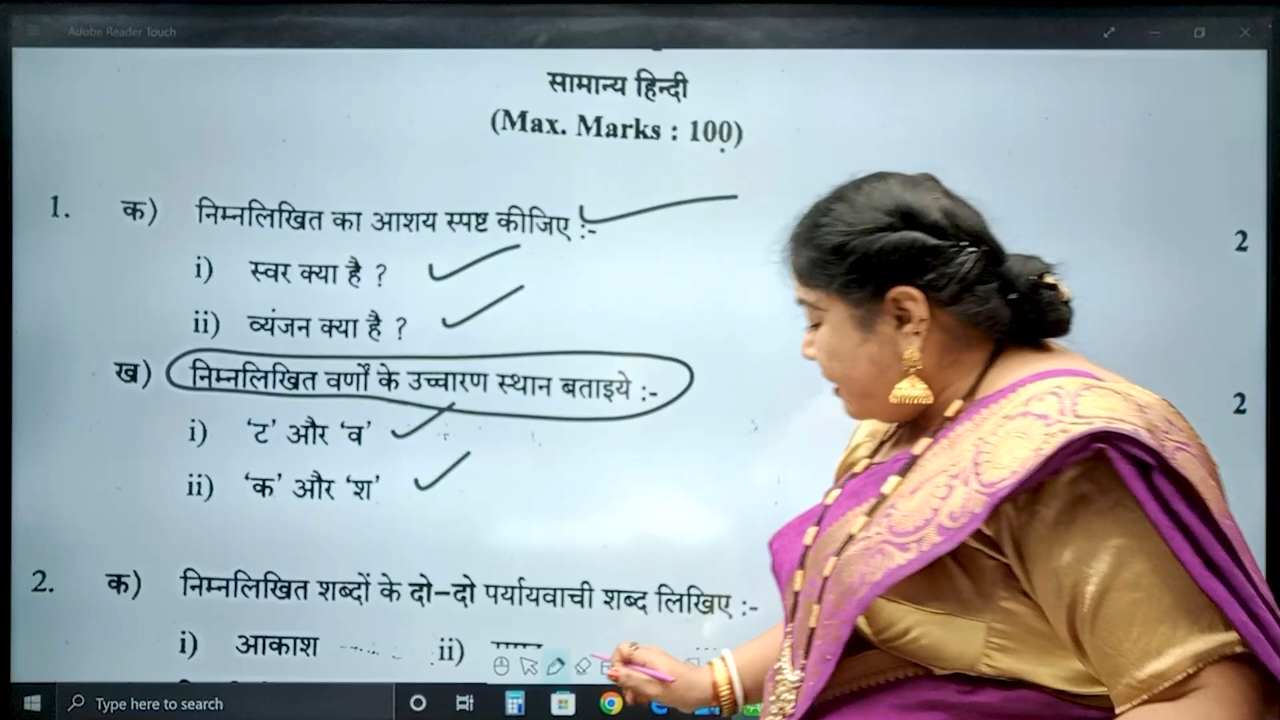 Adobe Reader Touch
सामान्य हिन्दी
(Max. Marks : 100)
1. क) निम्नलिखित का आशय स्पष्ट कीजिए :- 2
i) स्वर क्या है ?
ii) व्यंजन क्या है ?
ख) निम्नलिखित वर्णों के उच्चारण स्थान बताइये :- 2
i) ‘ट’ और ‘व’
ii) ‘क’ और ‘श’
2. क) निम्नलिखित शब्दों के दो-दो पर्यायवाची शब्द लिखिए :-
i) आकाश ii)
Type here to search